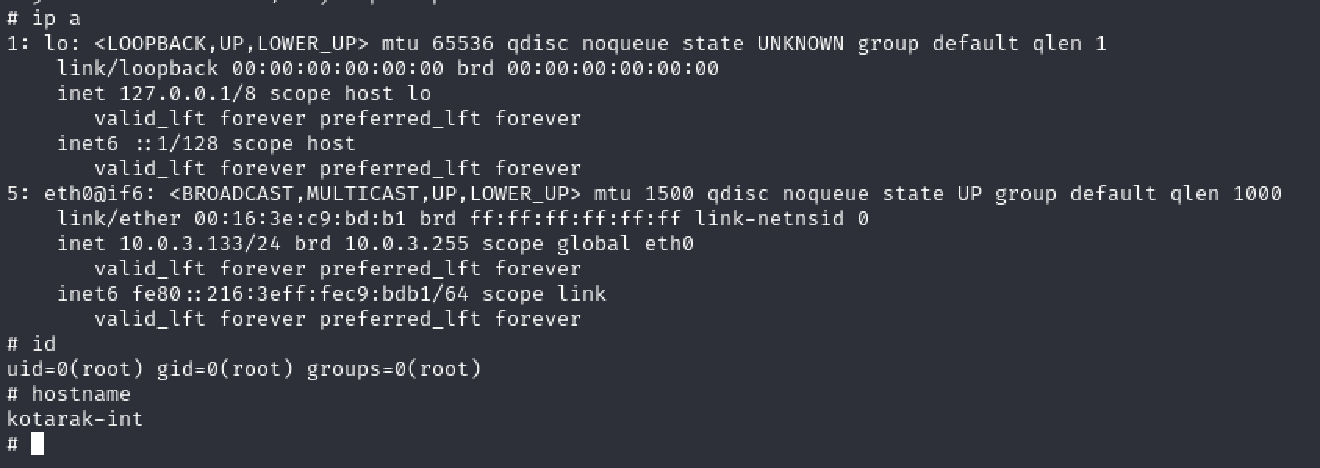 # ip a
1: lo: <LOOPBACK,UP,LOWER_UP> mtu 65536 qdisc noqueue state UNKNOWN group default qlen 1
    link/loopback 00:00:00:00:00:00 brd 00:00:00:00:00:00
    inet 127.0.0.1/8 scope host lo
       valid_lft forever preferred_lft forever
    inet6 ::1/128 scope host
       valid_lft forever preferred_lft forever
5: eth0@if6: <BROADCAST,MULTICAST,UP,LOWER_UP> mtu 1500 qdisc noqueue state UP group default qlen 1000
    link/ether 00:16:3e:c9:bd:b1 brd ff:ff:ff:ff:ff:ff link-netnsid 0
    inet 10.0.3.133/24 brd 10.0.3.255 scope global eth0
       valid_lft forever preferred_lft forever
    inet6 fe80::216:3eff:fec9:bdb1/64 scope link
       valid_lft forever preferred_lft forever
# id
uid=0(root) gid=0(root) groups=0(root)
# hostname
kotarak-int
#